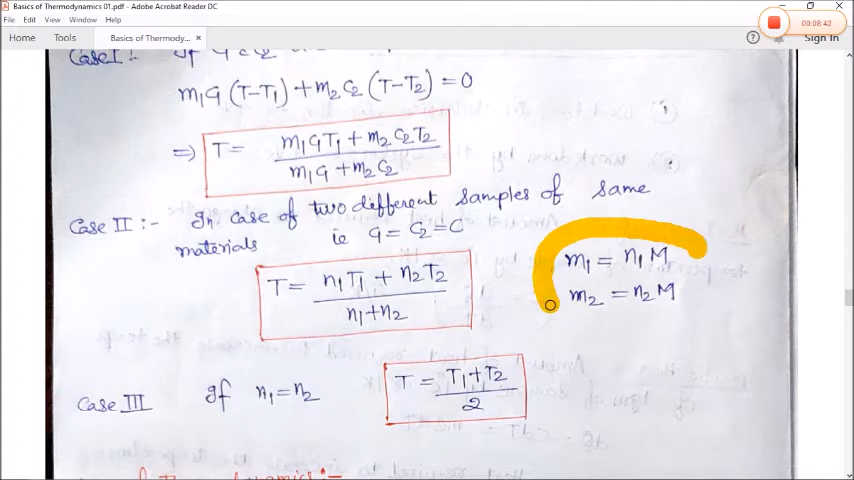 Basics of Thermodynamics 01.pdf - Adobe Acrobat Reader DC
File Edit View Window Help
00:08:42
Home Tools Basics of Thermody... × Sign In
Case I :-
m₁C₁(T-T₁) + m₂C₂(T-T₂) = 0
⇒ T = (m₁C₁T₁ + m₂C₂T₂) / (m₁C₁ + m₂C₂)
Case II :- In case of two different samples of same
materials ie C₁ = C₂ = C
T = (n₁T₁ + n₂T₂) / (n₁+n₂)
m₁ = n₁M
m₂ = n₂M
Case III If n₁=n₂ T = (T₁+T₂) / 2